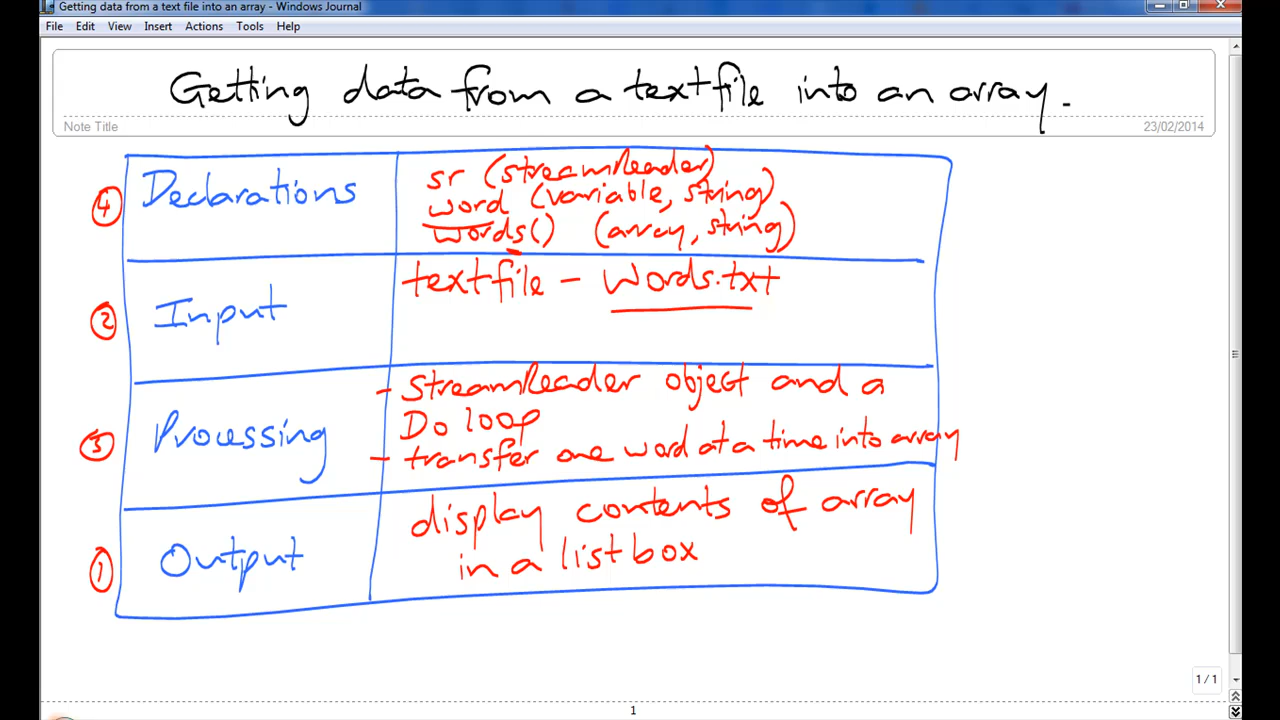 Getting data from a text file into an array - Windows Journal
File Edit View Insert Actions Tools Help
Getting data from a textfile into an array.
Note Title
23/02/2014
④ Declarations
sr (streamReader)
word (variable, string)
words() (array, string)
② Input
textfile - Words.txt
③ Processing
- StreamReader object and a
Do loop
- transfer one word at a time into array
① Output
display contents of array
in a listbox
1 / 1
1